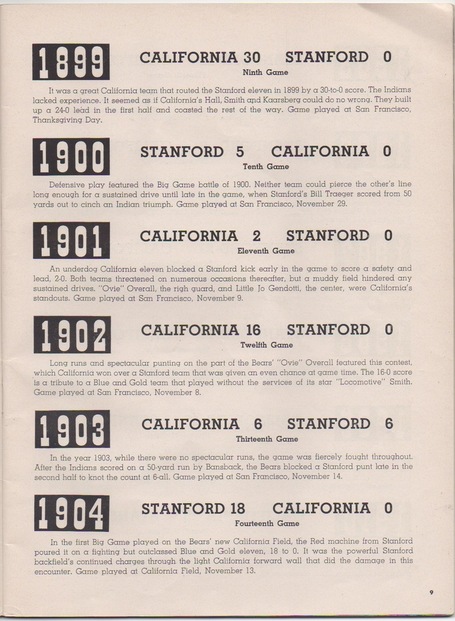 1899
CALIFORNIA 30 STANFORD 0
Ninth Game
It was a great California team that routed the Stanford eleven in 1899 by a 30-to-0 score. The Indians
lacked experience. It seemed as if California's Hall, Smith and Kaarsberg could do no wrong. They built
up a 24-0 lead in the first half and coasted the rest of the way. Game played at San Francisco,
Thanksgiving Day.
1900
STANFORD 5 CALIFORNIA 0
Tenth Game
Defensive play featured the Big Game battle of 1900. Neither team could pierce the other's line
long enough for a sustained drive until late in the game, when Stanford's Bill Traeger scored from 50
yards out to cinch an Indian triumph. Game played at San Francisco, November 29.
1901
CALIFORNIA 2 STANFORD 0
Eleventh Game
An underdog California eleven blocked a Stanford kick early in the game to score a safety and
lead, 2-0. Both teams threatened on numerous occasions thereafter, but a muddy field hindered any
sustained drives. "Ovie" Overall, the righ guard, and Little Jo Gendotti, the center, were California's
standouts. Game played at San Francisco, November 9.
1902
CALIFORNIA 16 STANFORD 0
Twelfth Game
Long runs and spectacular punting on the part of the Bears' "Ovie" Overall featured this contest,
which California won over a Stanford team that was given an even chance at game time. The 16-0 score
is a tribute to a Blue and Gold team that played without the services of its star "Locomotive" Smith.
Game played at San Francisco, November 8.
1903
CALIFORNIA 6 STANFORD 6
Thirteenth Game
In the year 1903, while there were no spectacular runs, the game was fiercely fought throughout.
After the Indians scored on a 50-yard run by Bansback, the Bears blocked a Stanford punt late in the
second half to knot the count at 6-all. Game played at San Francisco, November 14.
1904
STANFORD 18 CALIFORNIA 0
Fourteenth Game
In the first Big Game played on the Bears' new California Field, the Red machine from Stanford
poured it on a fighting but outclassed Blue and Gold eleven, 18 to 0. It was the powerful Stanford
backfield's continued charges through the light California forward wall that did the damage in this
encounter. Game played at California Field, November 13.
9